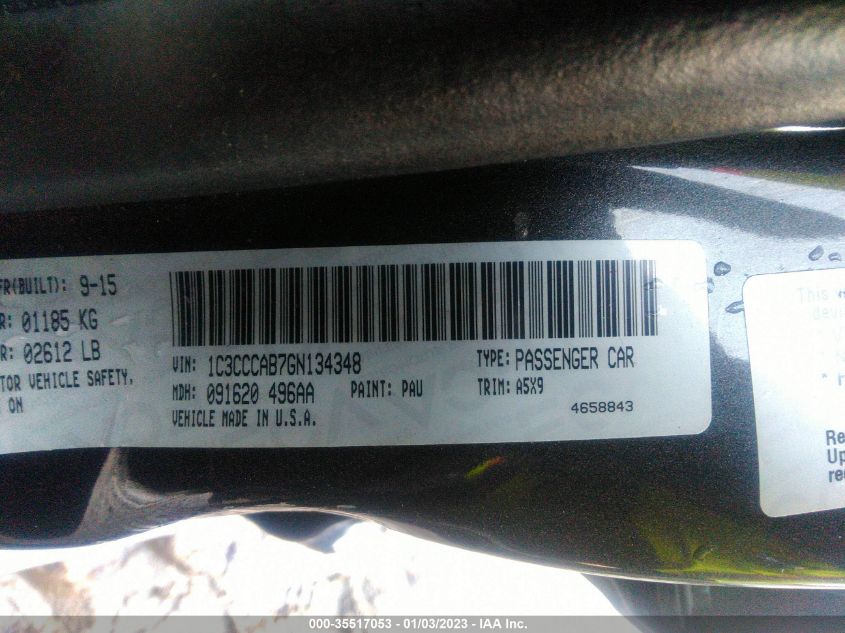 FR(BUILT): 9-15
R: 01185 KG
R: 02612 LB
TOR VEHICLE SAFETY,
ON
VIN: 1C3CCCAB7GN134348
TYPE: PASSENGER CAR
MDH: 091620 496AA
PAINT: PAU
TRIM: A5X9
VEHICLE MADE IN U.S.A.
4658843
This
devi
Re
Up
re
000-35517053 - 01/03/2023 - IAA Inc.